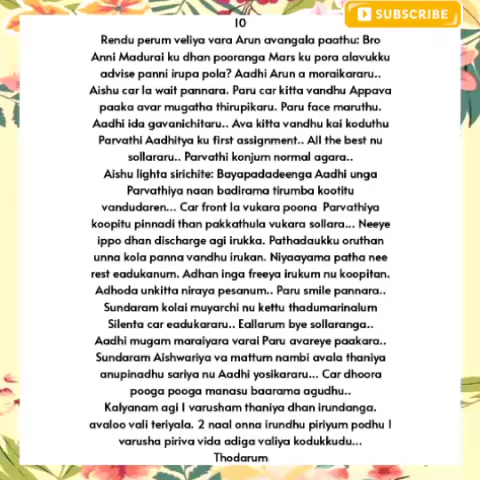 SUBSCRIBE
10
Rendu perum veliya vara Arun avangala paathu: Bro
Anni Madurai ku dhan pooranga Mars ku pora alavukku
advise panni irupa pola? Aadhi Arun a moraikararu..
Aishu car la wait pannara. Paru car kitta vandhu Appava
paaka avar mugatha thirupikaru. Paru face maruthu.
Aadhi ida gavanichitaru.. Ava kitta vandhu kai koduthu
Parvathi Aadhitya ku first assignment.. All the best nu
sollararu.. Parvathi konjum normal agara..
Aishu lighta sirichite: Bayapadadeenga Aadhi unga
Parvathiya naan badirama tirumba kootitu
vandudaren... Car front la vukara poona Parvathiya
koopitu pinnadi than pakkathula vukara sollara... Neeye
ippo dhan discharge agi irukka. Pathadaukku oruthan
unna kola panna vandhu irukan. Niyaayama patha nee
rest eadukanum. Adhan inga freeya irukum nu koopitan.
Adhoda unkitta niraya pesanum.. Paru smile pannara..
Sundaram kolai muyarchi nu kettu thadumarinalum
Silenta car eadukararu.. Eallarum bye sollaranga..
Aadhi mugam maraiyara varai Paru avareye paakara..
Sundaram Aishwariya va mattum nambi avala thaniya
anupinadhu sariya nu Aadhi yosikararu... Car dhoora
pooga pooga manasu baarama agudhu..
Kalyanam agi 1 varusham thaniya dhan irundanga.
avaloo vali teriyala. 2 naal onna irundhu piriyum podhu 1
varusha piriva vida adiga valiya kodukkudu...
Thodarum